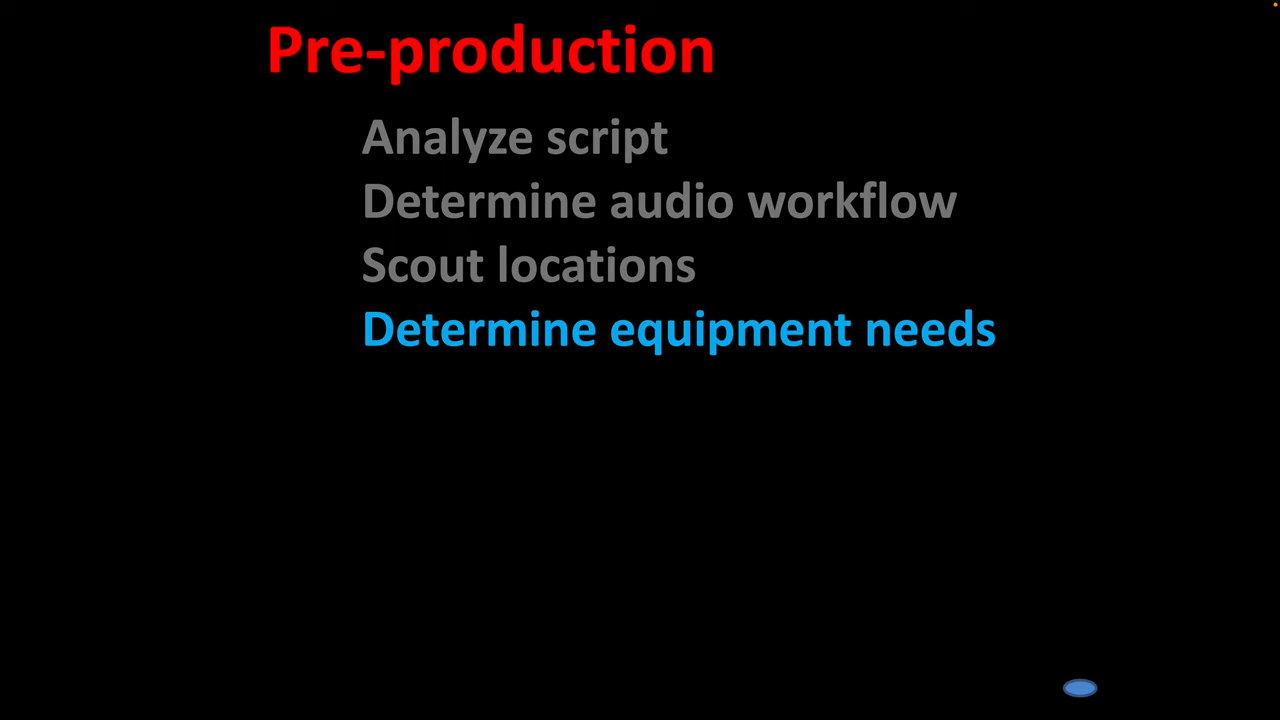 Pre-production
Analyze script
Determine audio workflow
Scout locations
Determine equipment needs